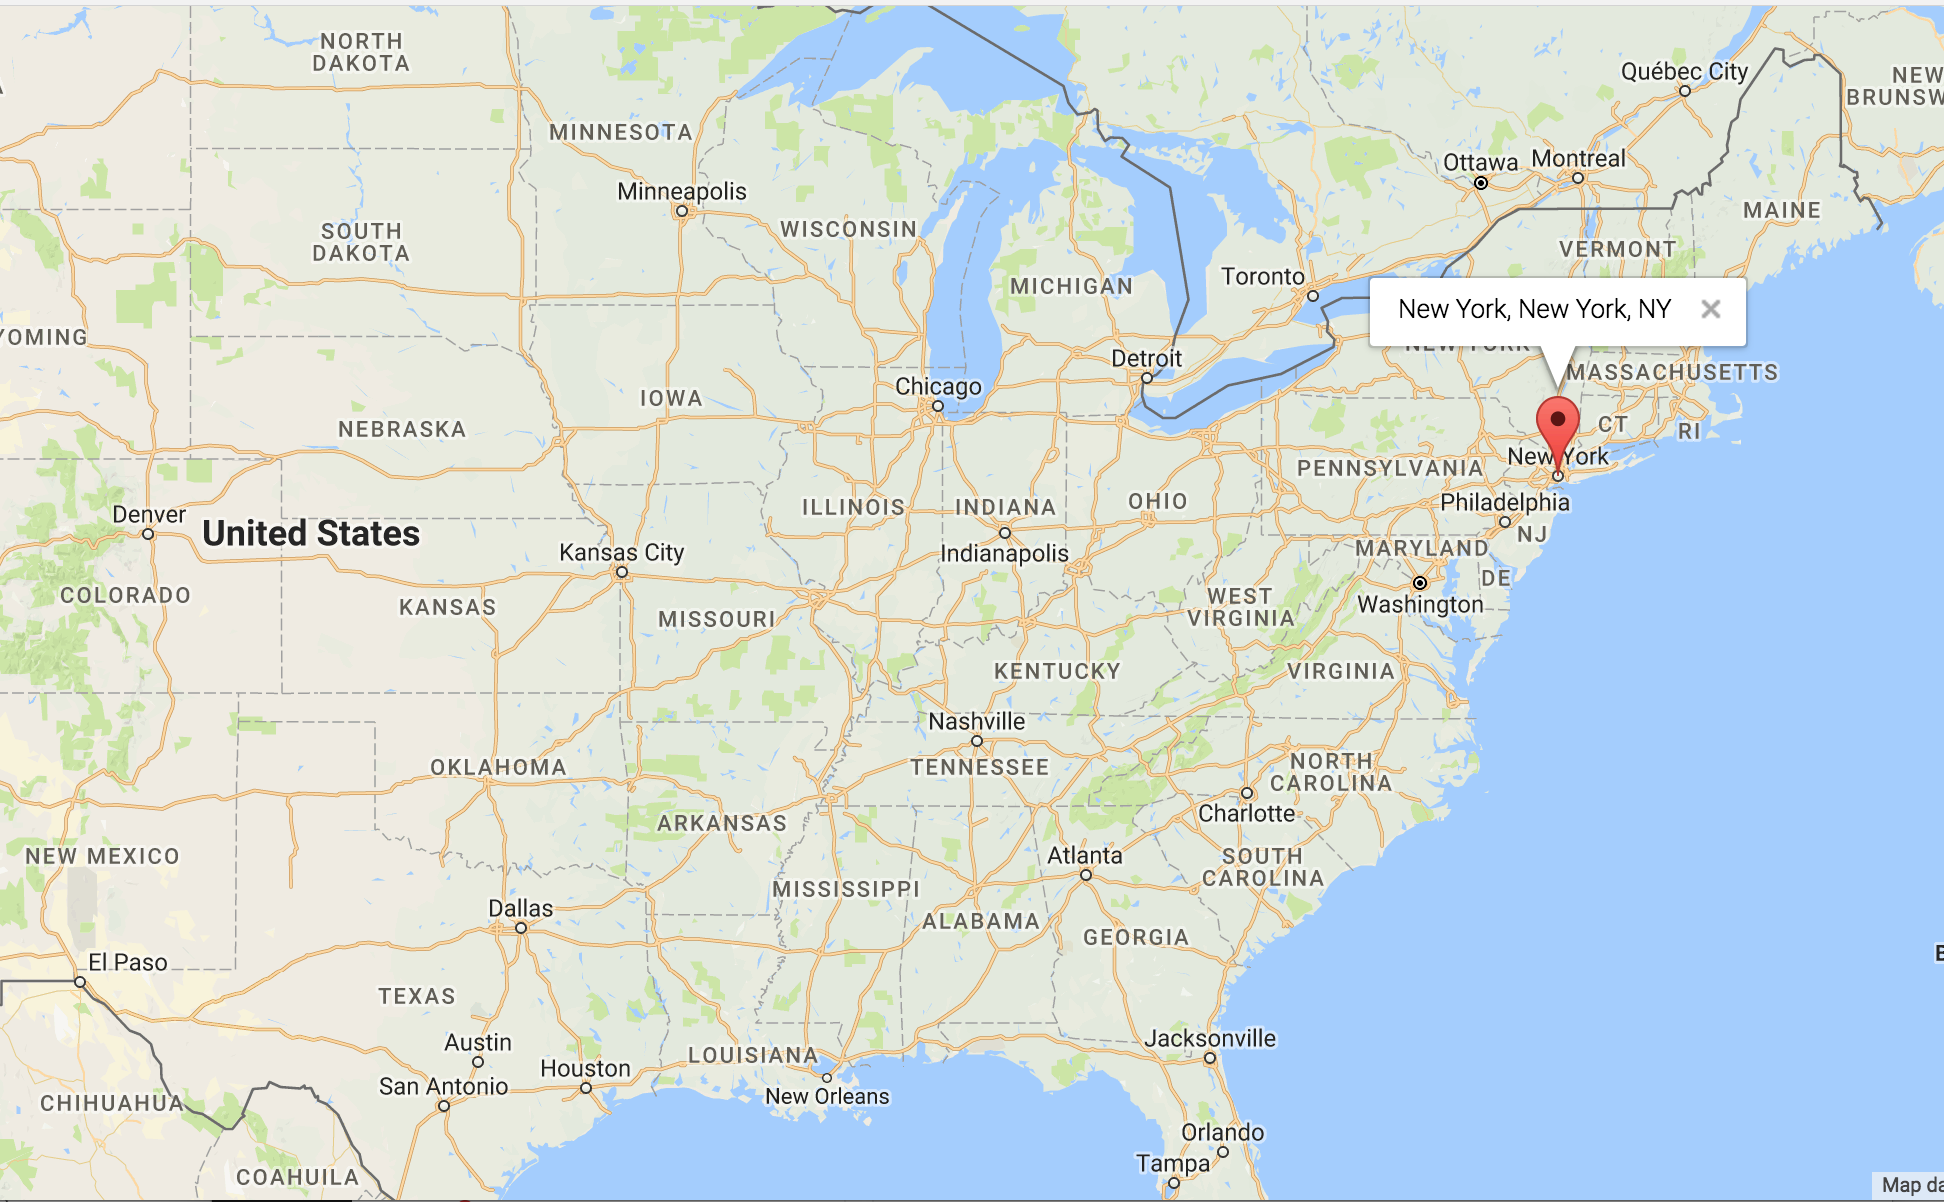 NORTH
DAKOTA
Québec City
NEW
BRUNSW
MINNESOTA
Ottawa
Montreal
Minneapolis
MAINE
WISCONSIN
SOUTH
DAKOTA
VERMONT
Toronto
MICHIGAN
New York, New York, NY
YOMING
NEW YORK
Detroit
MASSACHUSETTS
Chicago
IOWA
CT
NEBRASKA
RI
New York
PENNSYLVANIA
Philadelphia
ILLINOIS
INDIANA
OHIO
Denver
United States
NJ
Kansas City
Indianapolis
MARYLAND
DE
COLORADO
KANSAS
MISSOURI
WEST
VIRGINIA
Washington
KENTUCKY
VIRGINIA
Nashville
OKLAHOMA
TENNESSEE
NORTH
CAROLINA
Charlotte
ARKANSAS
NEW MEXICO
Atlanta
SOUTH
CAROLINA
MISSISSIPPI
Dallas
ALABAMA
GEORGIA
El Paso
TEXAS
Austin
Jacksonville
LOUISIANA
Houston
San Antonio
New Orleans
CHIHUAHUA
Orlando
Tampa
COAHUILA
Map da